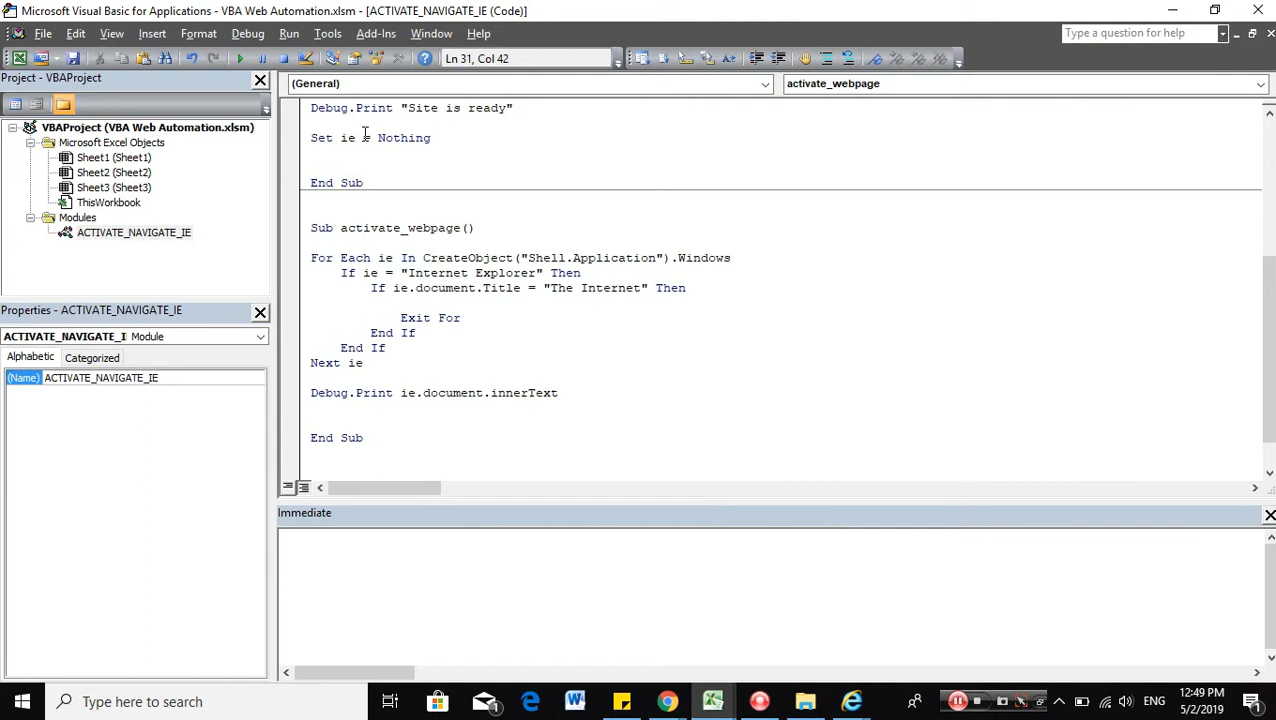 Microsoft Visual Basic for Applications - VBA Web Automation.xlsm - [ACTIVATE_NAVIGATE_IE (Code)]
File Edit View Insert Format Debug Run Tools Add-Ins Window Help
Type a question for help
Ln 31, Col 42
Project - VBAProject
(General)
activate_webpage
VBAProject (VBA Web Automation.xlsm)
Microsoft Excel Objects
Sheet1 (Sheet1)
Sheet2 (Sheet2)
Sheet3 (Sheet3)
ThisWorkbook
Modules
ACTIVATE_NAVIGATE_IE
Properties - ACTIVATE_NAVIGATE_IE
ACTIVATE_NAVIGATE_I Module
Alphabetic Categorized
(Name) ACTIVATE_NAVIGATE_IE
Debug.Print "Site is ready"
Set ie = Nothing
End Sub
Sub activate_webpage()
For Each ie In CreateObject("Shell.Application").Windows
If ie = "Internet Explorer" Then
If ie.document.Title = "The Internet" Then
Exit For
End If
End If
Next ie
Debug.Print ie.document.innerText
End Sub
Immediate
Type here to search
1
ENG
12:49 PM
5/2/2019
1